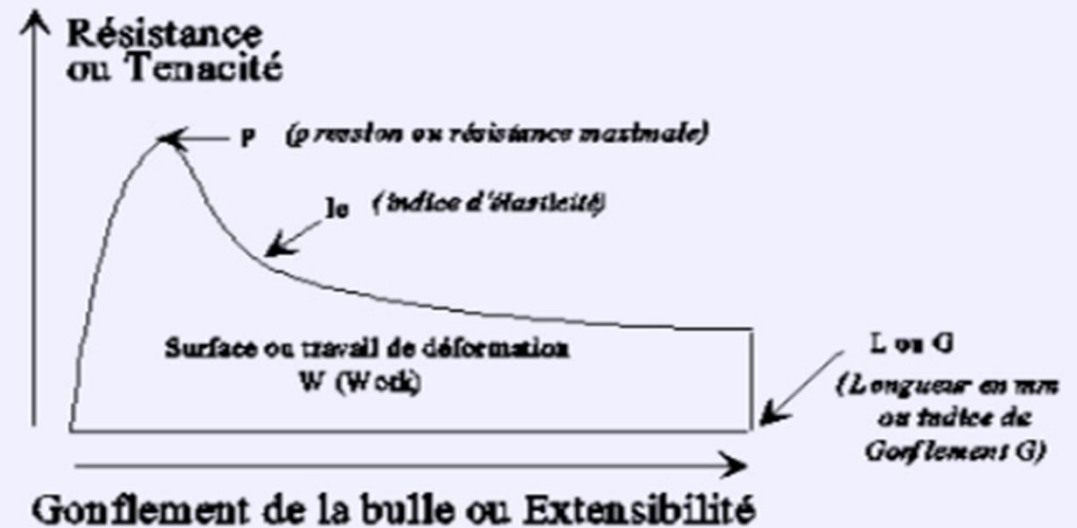 Résistance
ou Tenacité
P (pression ou résistance maximale)
Ie (indice d'élasticité)
Surface ou travail de déformation
W (Work)
L ou G
(Longueur en mm
ou indice de
Gonflement G)
Gonflement de la bulle ou Extensibilité